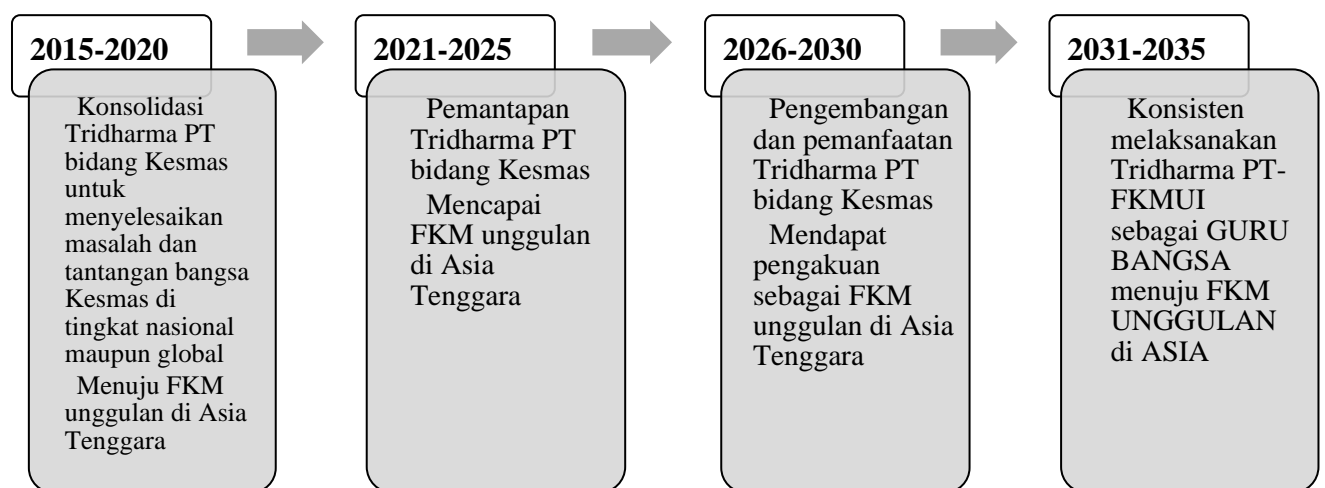 2015-2020
Konsolidasi
Tridharma PT
bidang Kesmas
untuk
menyelesaikan
masalah dan
tantangan bangsa
Kesmas di
tingkat nasional
maupun global
Menuju FKM
unggulan di Asia
Tenggara
2021-2025
Pemantapan
Tridharma PT
bidang Kesmas
Mencapai
FKM unggulan
di Asia
Tenggara
2026-2030
Pengembangan
dan pemanfaatan
Tridharma PT
bidang Kesmas
Mendapat
pengakuan
sebagai FKM
unggulan di Asia
Tenggara
2031-2035
Konsisten
melaksanakan
Tridharma PT-
FKMUI
sebagai GURU
BANGSA
menuju FKM
UNGGULAN
di ASIA